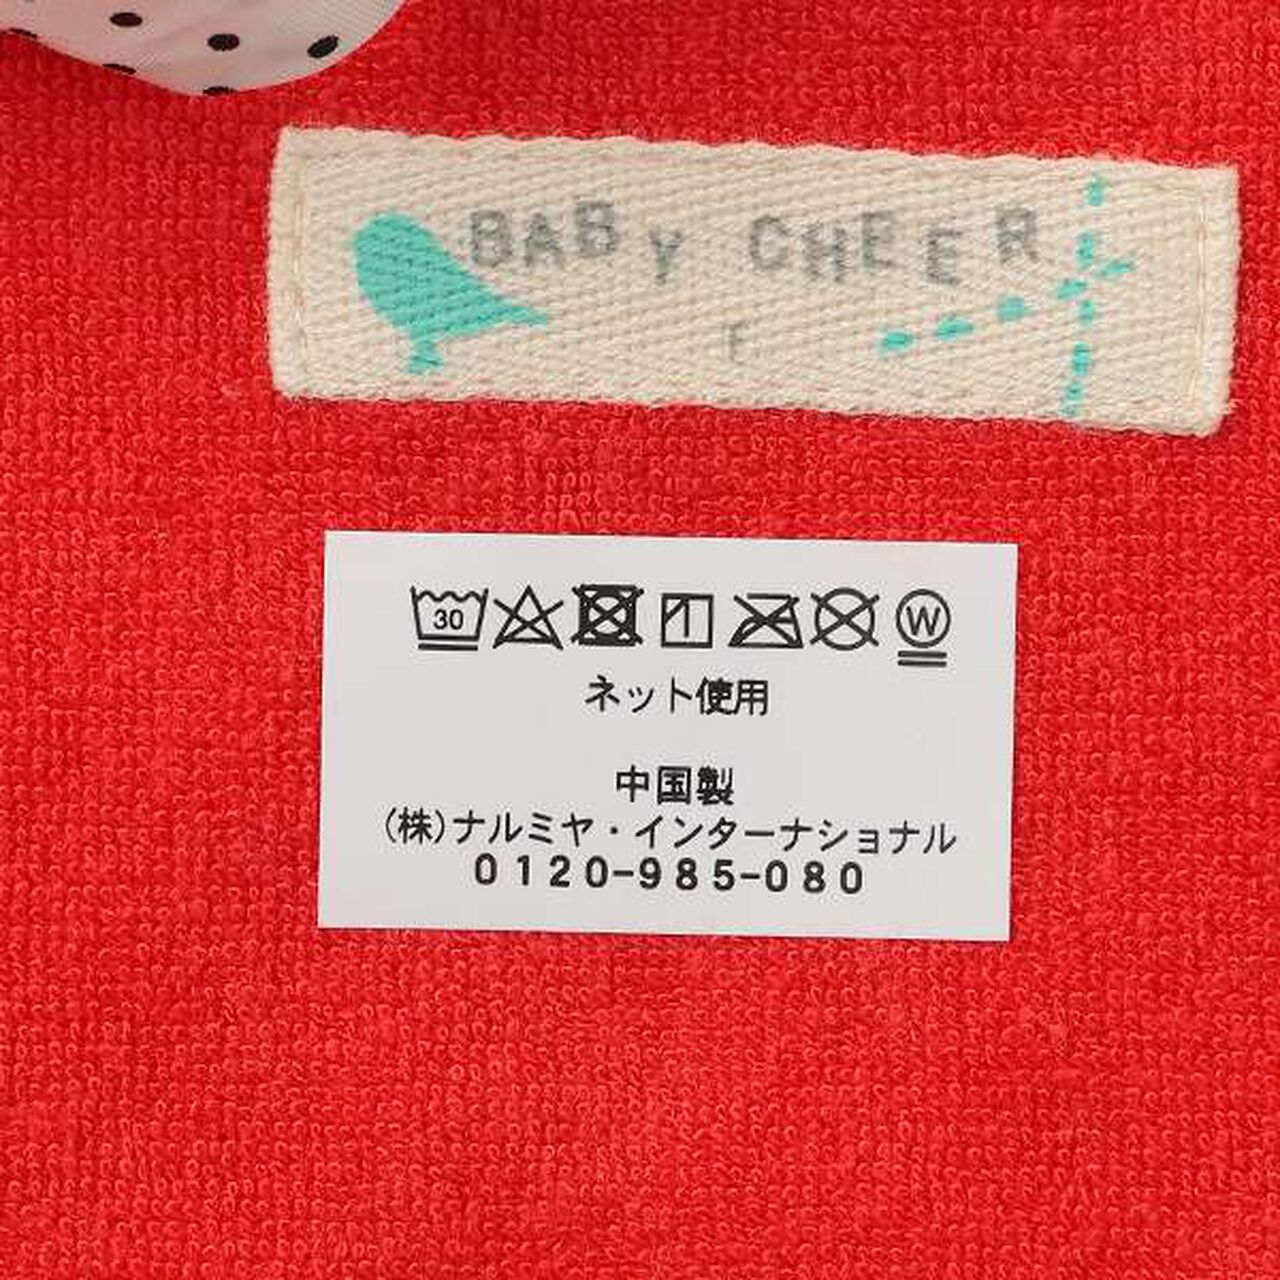 BABY CHEER
F
30
W
ネット使用
中国製
(株)ナルミヤ・インターナショナル
0120-985-080